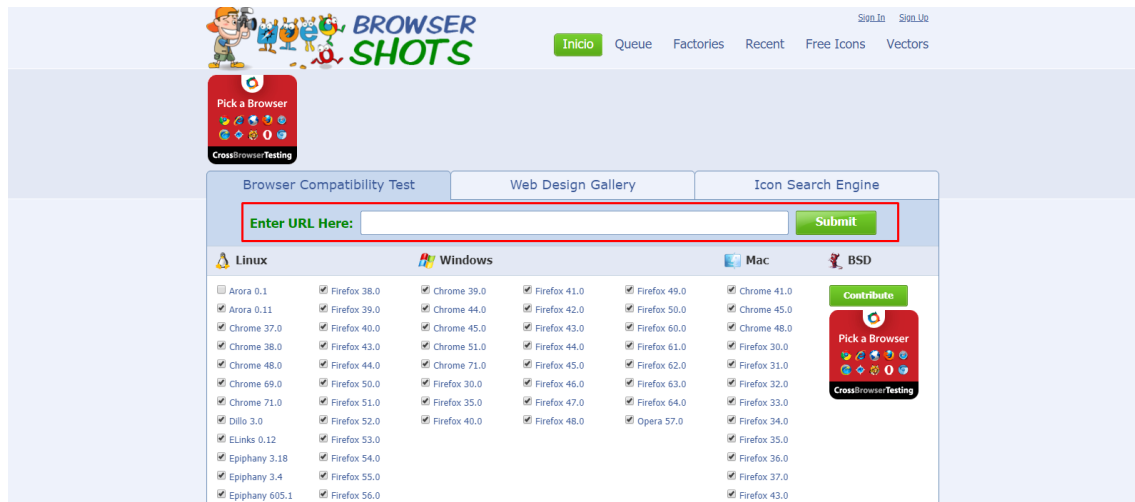 BROWSER
SHOTS
Sign In Sign Up
Inicio Queue Factories Recent Free Icons Vectors
Pick a Browser
CrossBrowserTesting
Browser Compatibility Test Web Design Gallery Icon Search Engine
Enter URL Here: Submit
Linux Windows Mac BSD
Arora 0.1 Firefox 38.0 Chrome 39.0 Firefox 41.0 Firefox 49.0 Chrome 41.0 Contribute
Arora 0.11 Firefox 39.0 Chrome 44.0 Firefox 42.0 Firefox 50.0 Chrome 45.0
Chrome 37.0 Firefox 40.0 Chrome 45.0 Firefox 43.0 Firefox 60.0 Chrome 48.0
Chrome 38.0 Firefox 43.0 Chrome 51.0 Firefox 44.0 Firefox 61.0 Firefox 30.0 Pick a Browser
Chrome 48.0 Firefox 44.0 Chrome 71.0 Firefox 45.0 Firefox 62.0 Firefox 31.0
Chrome 69.0 Firefox 50.0 Firefox 30.0 Firefox 46.0 Firefox 63.0 Firefox 32.0 CrossBrowserTesting
Chrome 71.0 Firefox 51.0 Firefox 35.0 Firefox 47.0 Firefox 64.0 Firefox 33.0
Dillo 3.0 Firefox 52.0 Firefox 40.0 Firefox 48.0 Opera 57.0 Firefox 34.0
ELinks 0.12 Firefox 53.0 Firefox 35.0
Epiphany 3.18 Firefox 54.0 Firefox 36.0
Epiphany 3.4 Firefox 55.0 Firefox 37.0
Epiphany 605.1 Firefox 56.0 Firefox 43.0